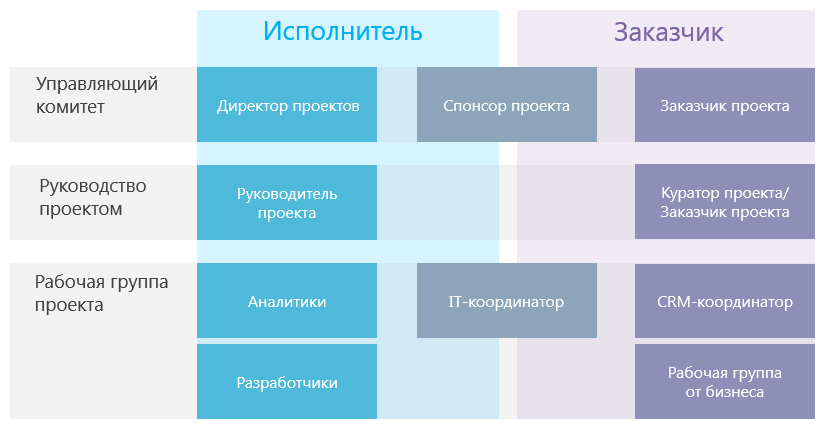 Исполнитель
Заказчик
Управляющий
комитет
Директор проектов
Спонсор проекта
Заказчик проекта
Руководство
проектом
Руководитель
проекта
Куратор проекта/
Заказчик проекта
Рабочая группа
проекта
Аналитики
IT-координатор
CRM-координатор
Разработчики
Рабочая группа
от бизнеса